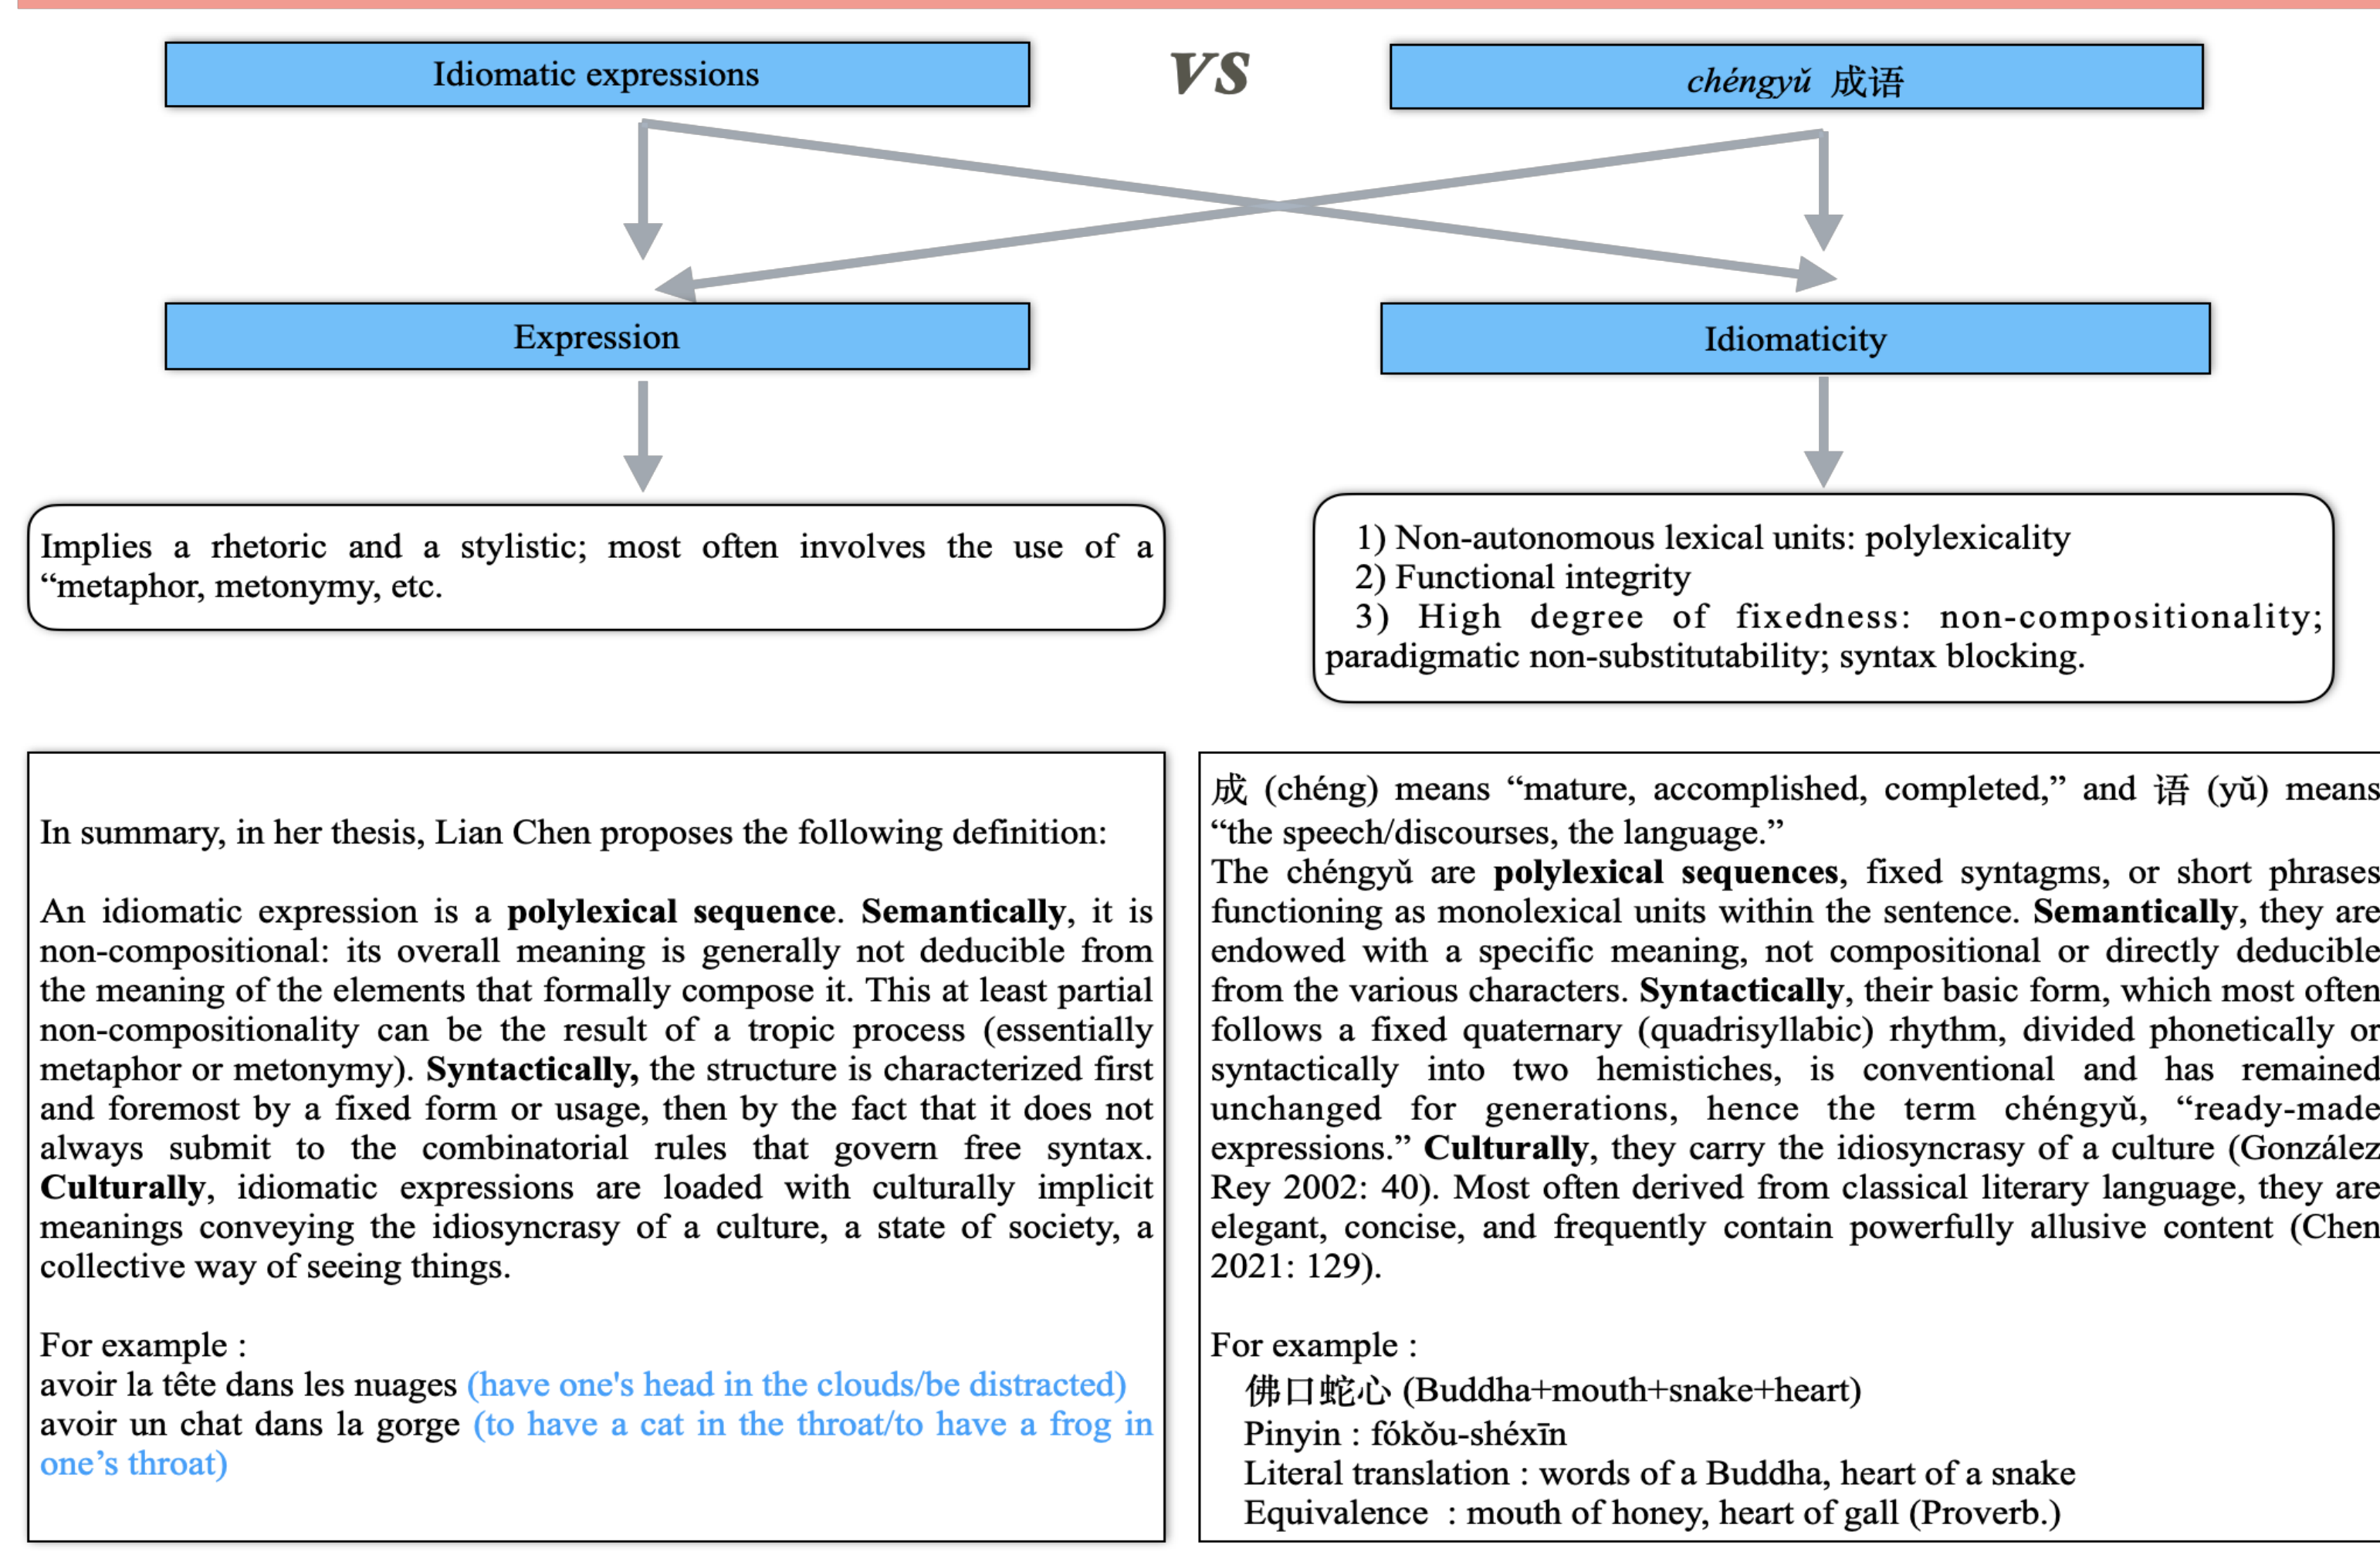 Idiomatic expressions
vs
chéngyǔ 成语
Expression
Idiomaticity
Implies a rhetoric and a stylistic; most often involves the use of a
“metaphor, metonymy, etc.
1) Non-autonomous lexical units: polylexicality
2) Functional integrity
3) High degree of fixedness: non-compositionality;
paradigmatic non-substitutability; syntax blocking.
In summary, in her thesis, Lian Chen proposes the following definition:
An idiomatic expression is a polylexical sequence. Semantically, it is
non-compositional: its overall meaning is generally not deducible from
the meaning of the elements that formally compose it. This at least partial
non-compositionality can be the result of a tropic process (essentially
metaphor or metonymy). Syntactically, the structure is characterized first
and foremost by a fixed form or usage, then by the fact that it does not
always submit to the combinatorial rules that govern free syntax.
Culturally, idiomatic expressions are loaded with culturally implicit
meanings conveying the idiosyncrasy of a culture, a state of society, a
collective way of seeing things.
For example :
avoir la tête dans les nuages (have one's head in the clouds/be distracted)
avoir un chat dans la gorge (to have a cat in the throat/to have a frog in
one’s throat)
成 (chéng) means “mature, accomplished, completed,” and 语 (yǔ) means
“the speech/discourses, the language.”
The chéngyǔ are polylexical sequences, fixed syntagms, or short phrases
functioning as monolexical units within the sentence. Semantically, they are
endowed with a specific meaning, not compositional or directly deducible
from the various characters. Syntactically, their basic form, which most often
follows a fixed quaternary (quadrisyllabic) rhythm, divided phonetically or
syntactically into two hemistiches, is conventional and has remained
unchanged for generations, hence the term chéngyǔ, “ready-made
expressions.” Culturally, they carry the idiosyncrasy of a culture (González
Rey 2002: 40). Most often derived from classical literary language, they are
elegant, concise, and frequently contain powerfully allusive content (Chen
2021: 129).
For example :
佛口蛇心 (Buddha+mouth+snake+heart)
Pinyin : fókǒu-shéxīn
Literal translation : words of a Buddha, heart of a snake
Equivalence : mouth of honey, heart of gall (Proverb.)